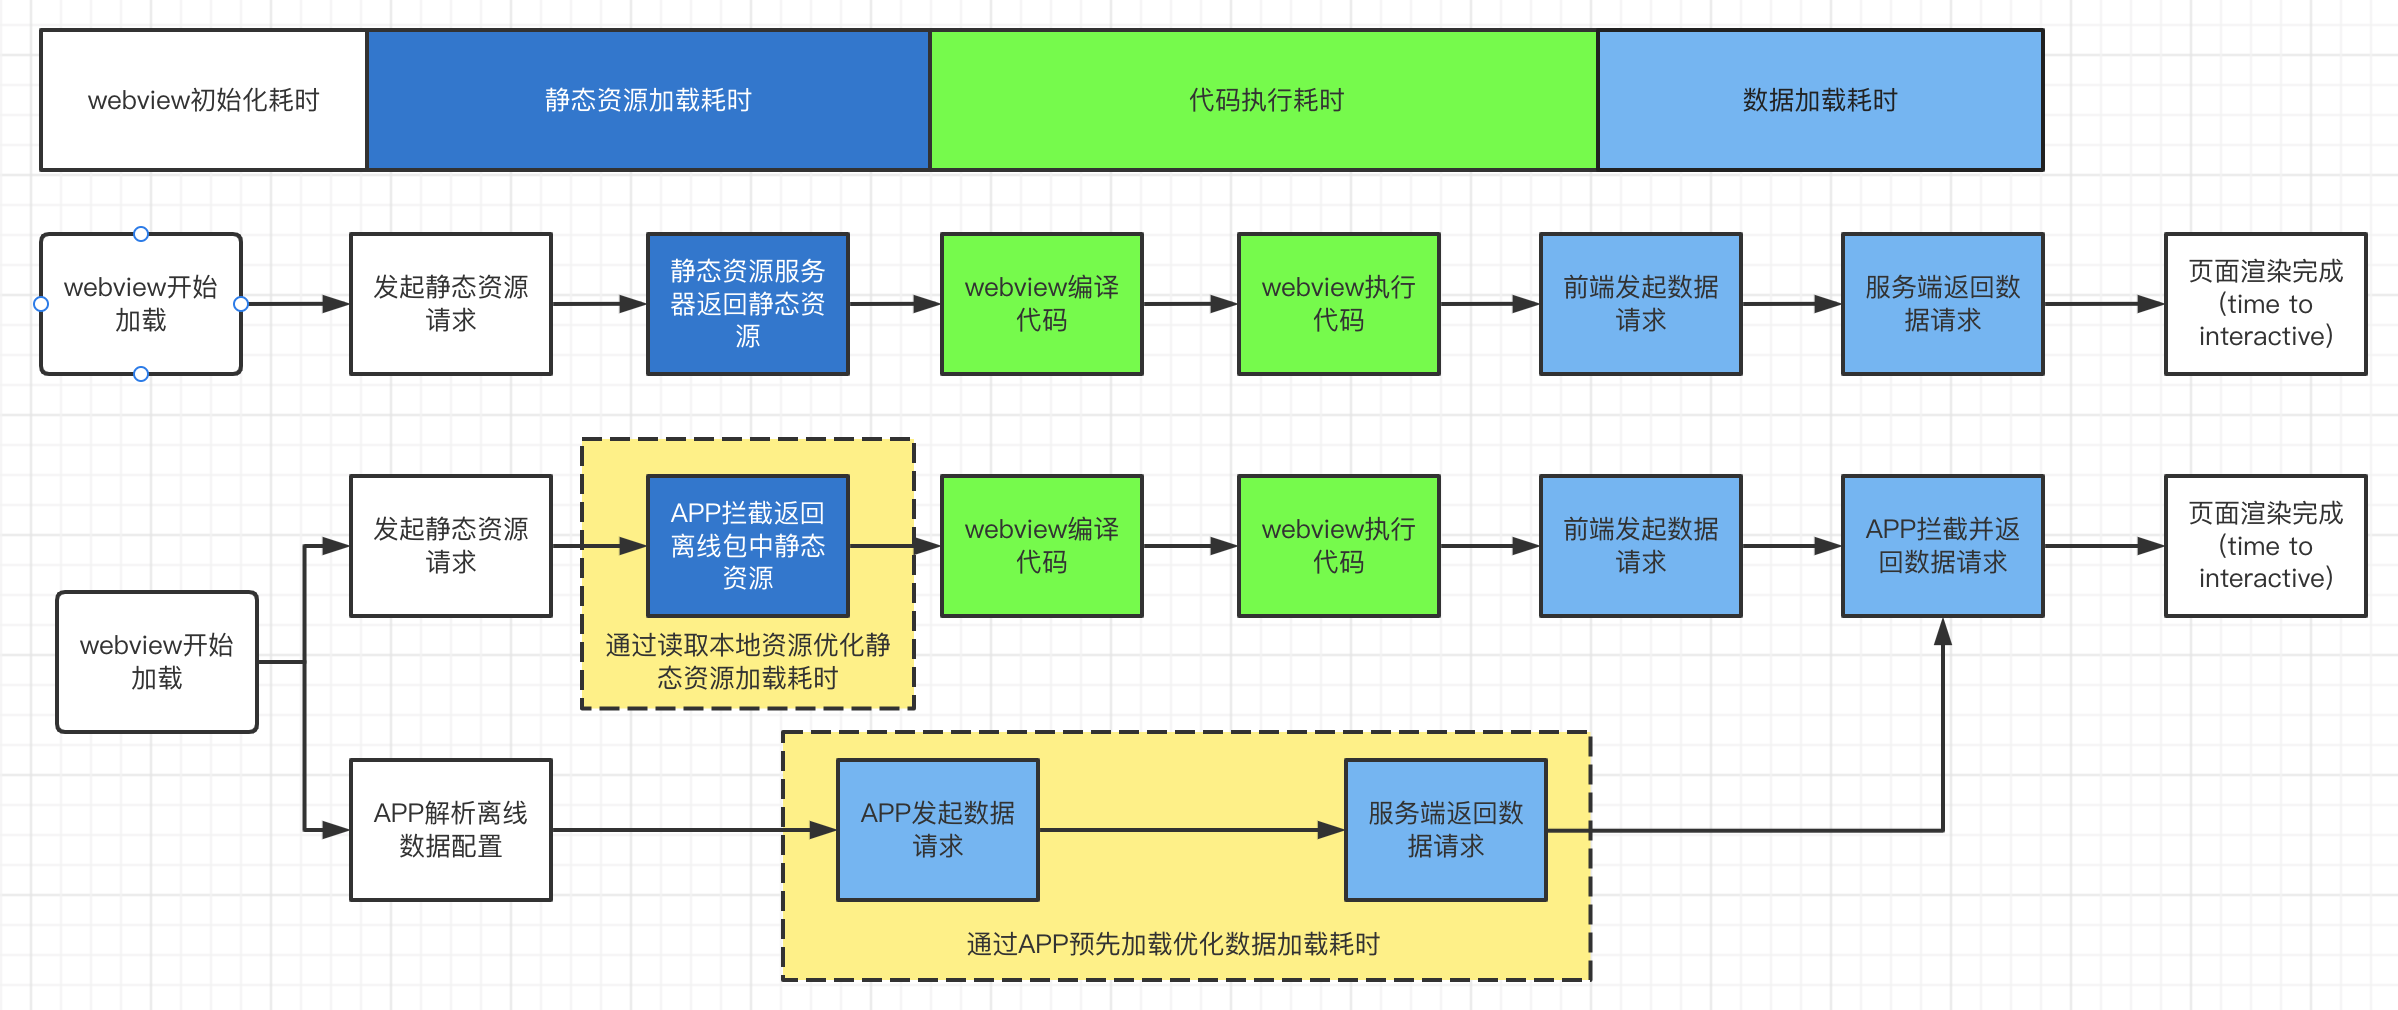 webview初始化耗时
静态资源加载耗时
代码执行耗时
数据加载耗时
webview开始
加载
发起静态资源
请求
静态资源服务
器返回静态资
源
webview编译
代码
webview执行
代码
前端发起数据
请求
服务端返回数
据请求
页面渲染完成
(time to
interactive)
webview开始
加载
发起静态资源
请求
APP拦截返回
离线包中静态
资源
通过读取本地资源优化静
态资源加载耗时
webview编译
代码
webview执行
代码
前端发起数据
请求
APP拦截并返
回数据请求
页面渲染完成
(time to
interactive)
APP解析离线
数据配置
APP发起数据
请求
服务端返回数
据请求
通过APP预先加载优化数据加载耗时